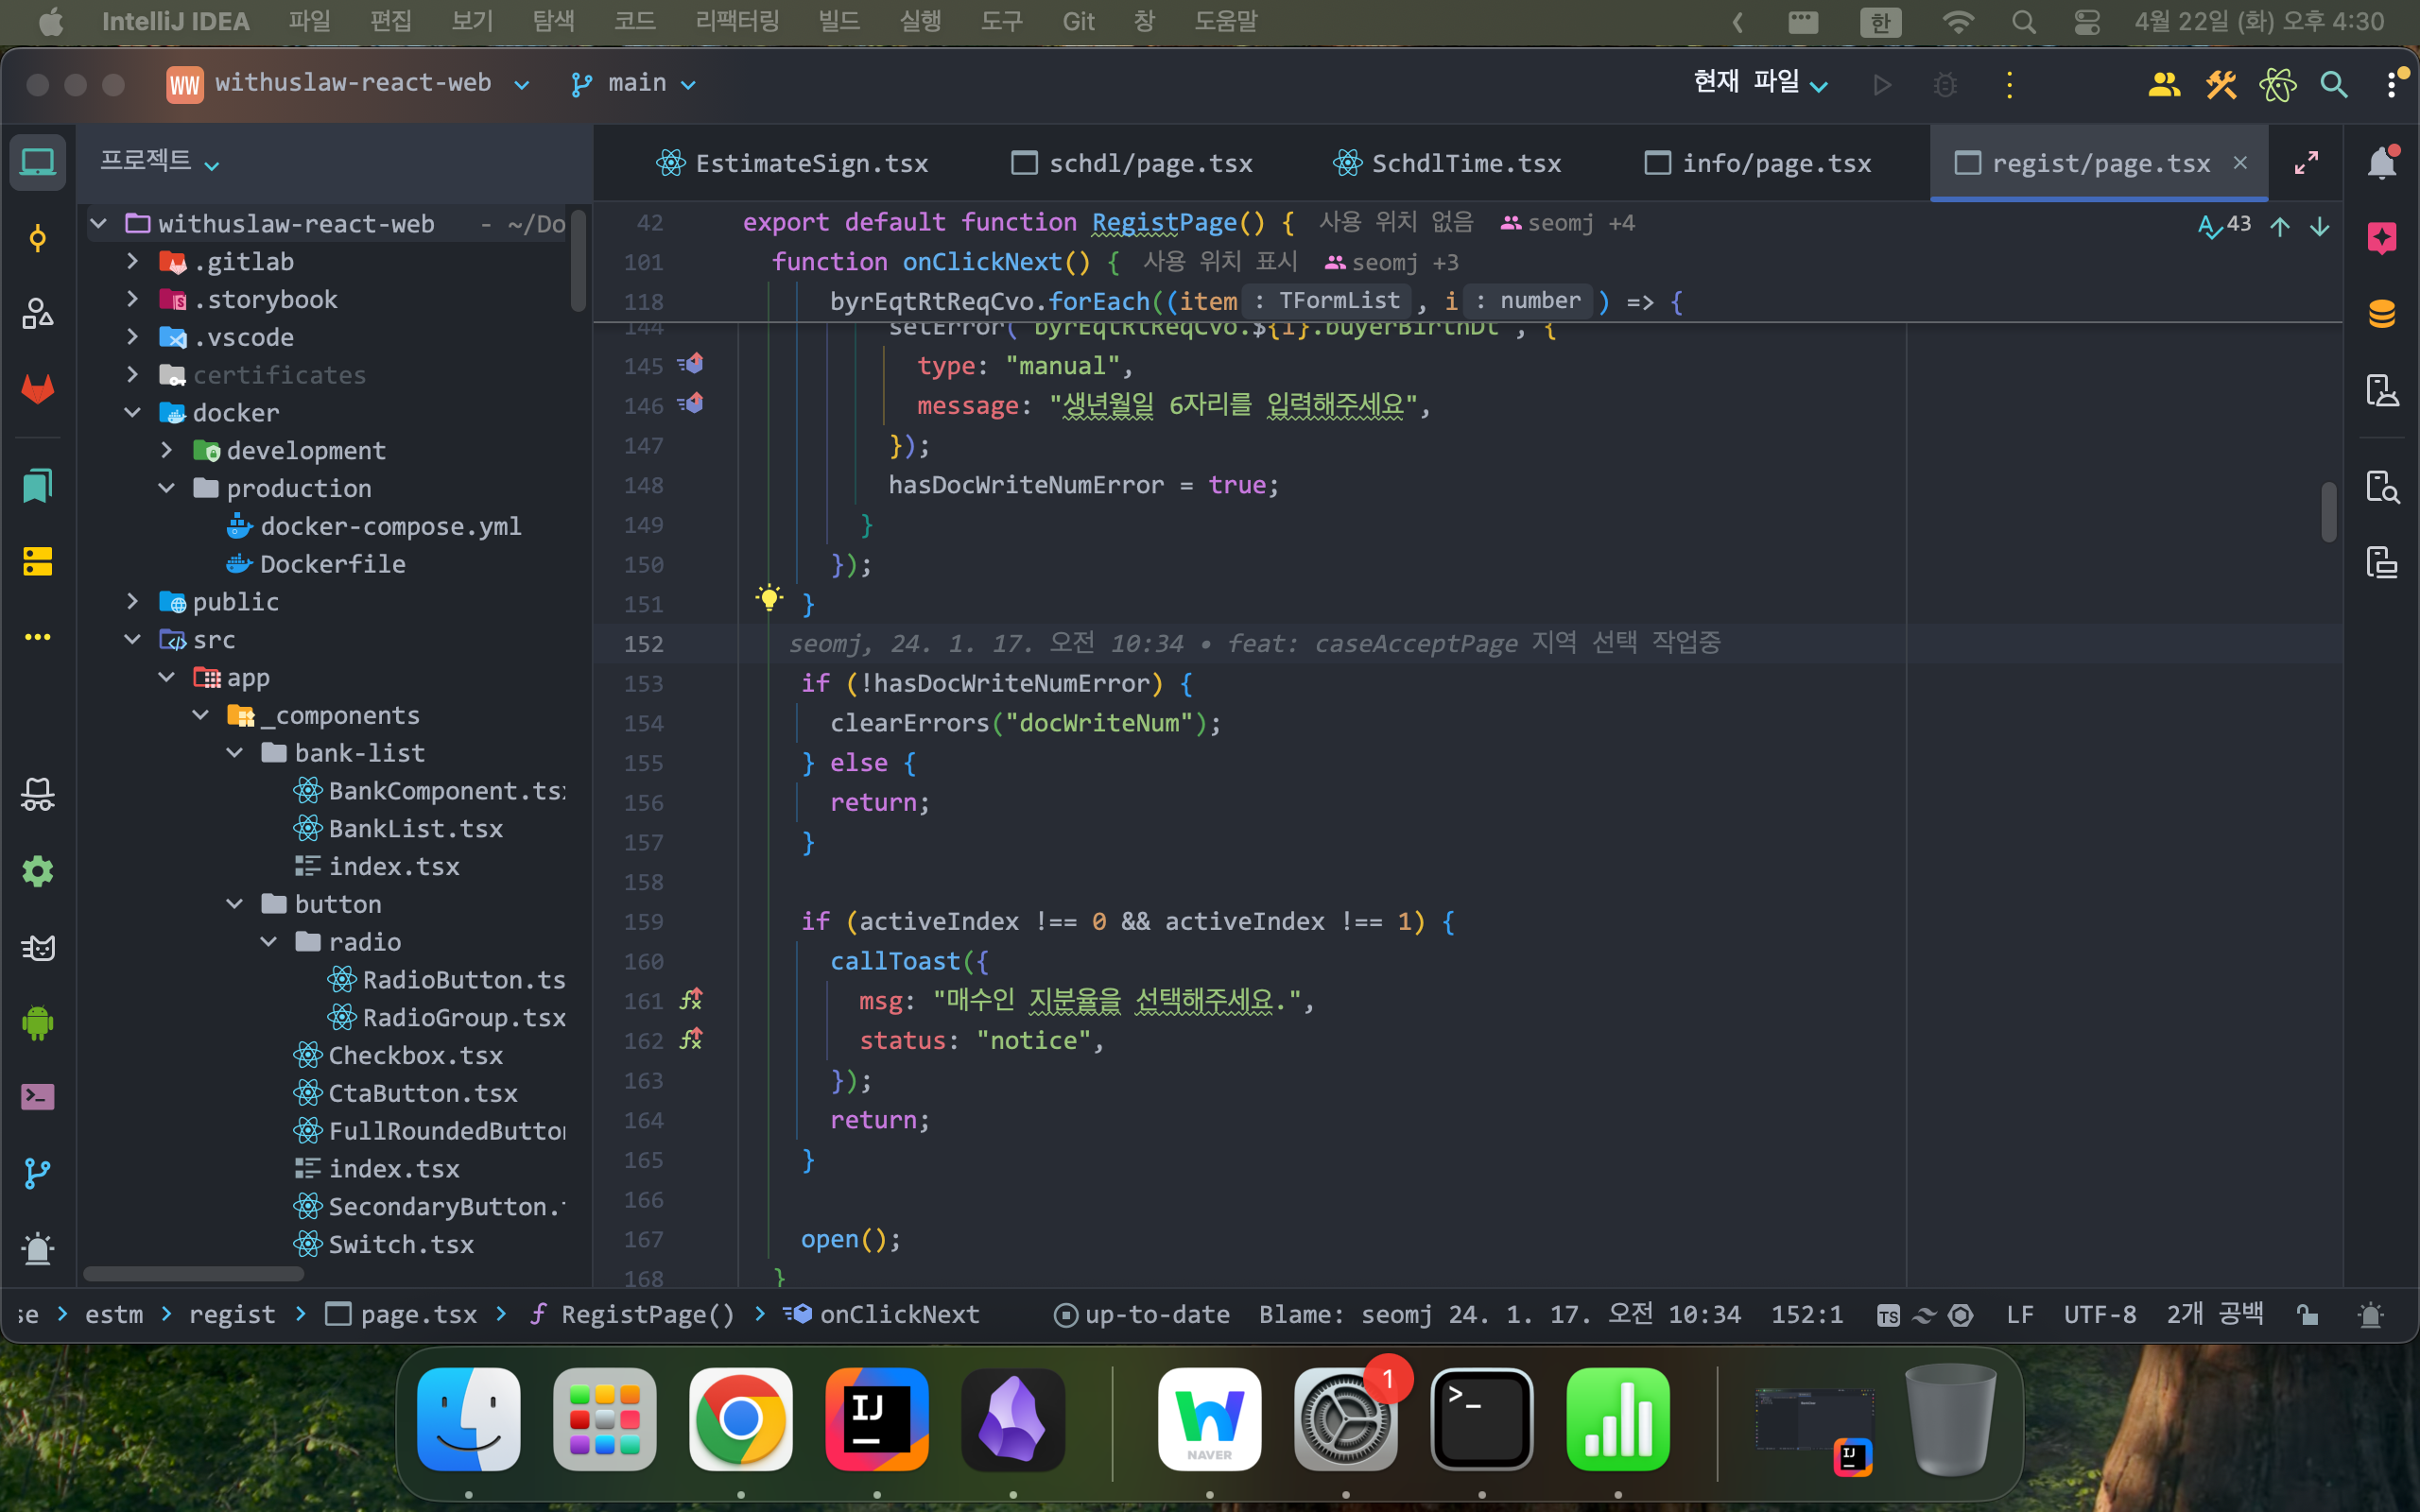 IntelliJ IDEA 파일 편집 보기 탐색 코드 리팩터링 빌드 실행 도구 Git 창 도움말 한 4월 22일 (화) 오후 4:30
WW withuslaw-react-web main 현재 파일
프로젝트
EstimateSign.tsx schdl/page.tsx SchdlTime.tsx info/page.tsx regist/page.tsx
withuslaw-react-web - ~/Do
.gitlab
.storybook
.vscode
certificates
docker
development
production
docker-compose.yml
Dockerfile
public
src
app
_components
bank-list
BankComponent.ts
BankList.tsx
index.tsx
button
radio
RadioButton.ts
RadioGroup.tsx
Checkbox.tsx
CtaButton.tsx
FullRoundedButto
index.tsx
SecondaryButton.
Switch.tsx
42 export default function RegistPage() { 사용 위치 없음 seomj +4
43
101 function onClickNext() { 사용 위치 표시 seomj +3
118 byrEqtRtReqCvo.forEach((item : TFormList , i : number ) => {
144 setError(`byrEqtRtReqCvo.${i}.buyerBirthDt`, {
145 type: "manual",
146 message: "생년월일 6자리를 입력해주세요",
147 });
148 hasDocWriteNumError = true;
149 }
150 });
151 }
152 seomj, 24. 1. 17. 오전 10:34 • feat: caseAcceptPage 지역 선택 작업중
153 if (!hasDocWriteNumError) {
154 clearErrors("docWriteNum");
155 } else {
156 return;
157 }
158
159 if (activeIndex !== 0 && activeIndex !== 1) {
160 callToast({
161 msg: "매수인 지분율을 선택해주세요.",
162 status: "notice",
163 });
164 return;
165 }
166
167 open();
168 }
se > estm > regist > page.tsx > RegistPage() > onClickNext up-to-date Blame: seomj 24. 1. 17. 오전 10:34 152:1 TS LF UTF-8 2개 공백
IJ
NAVER
1
>_
IJ